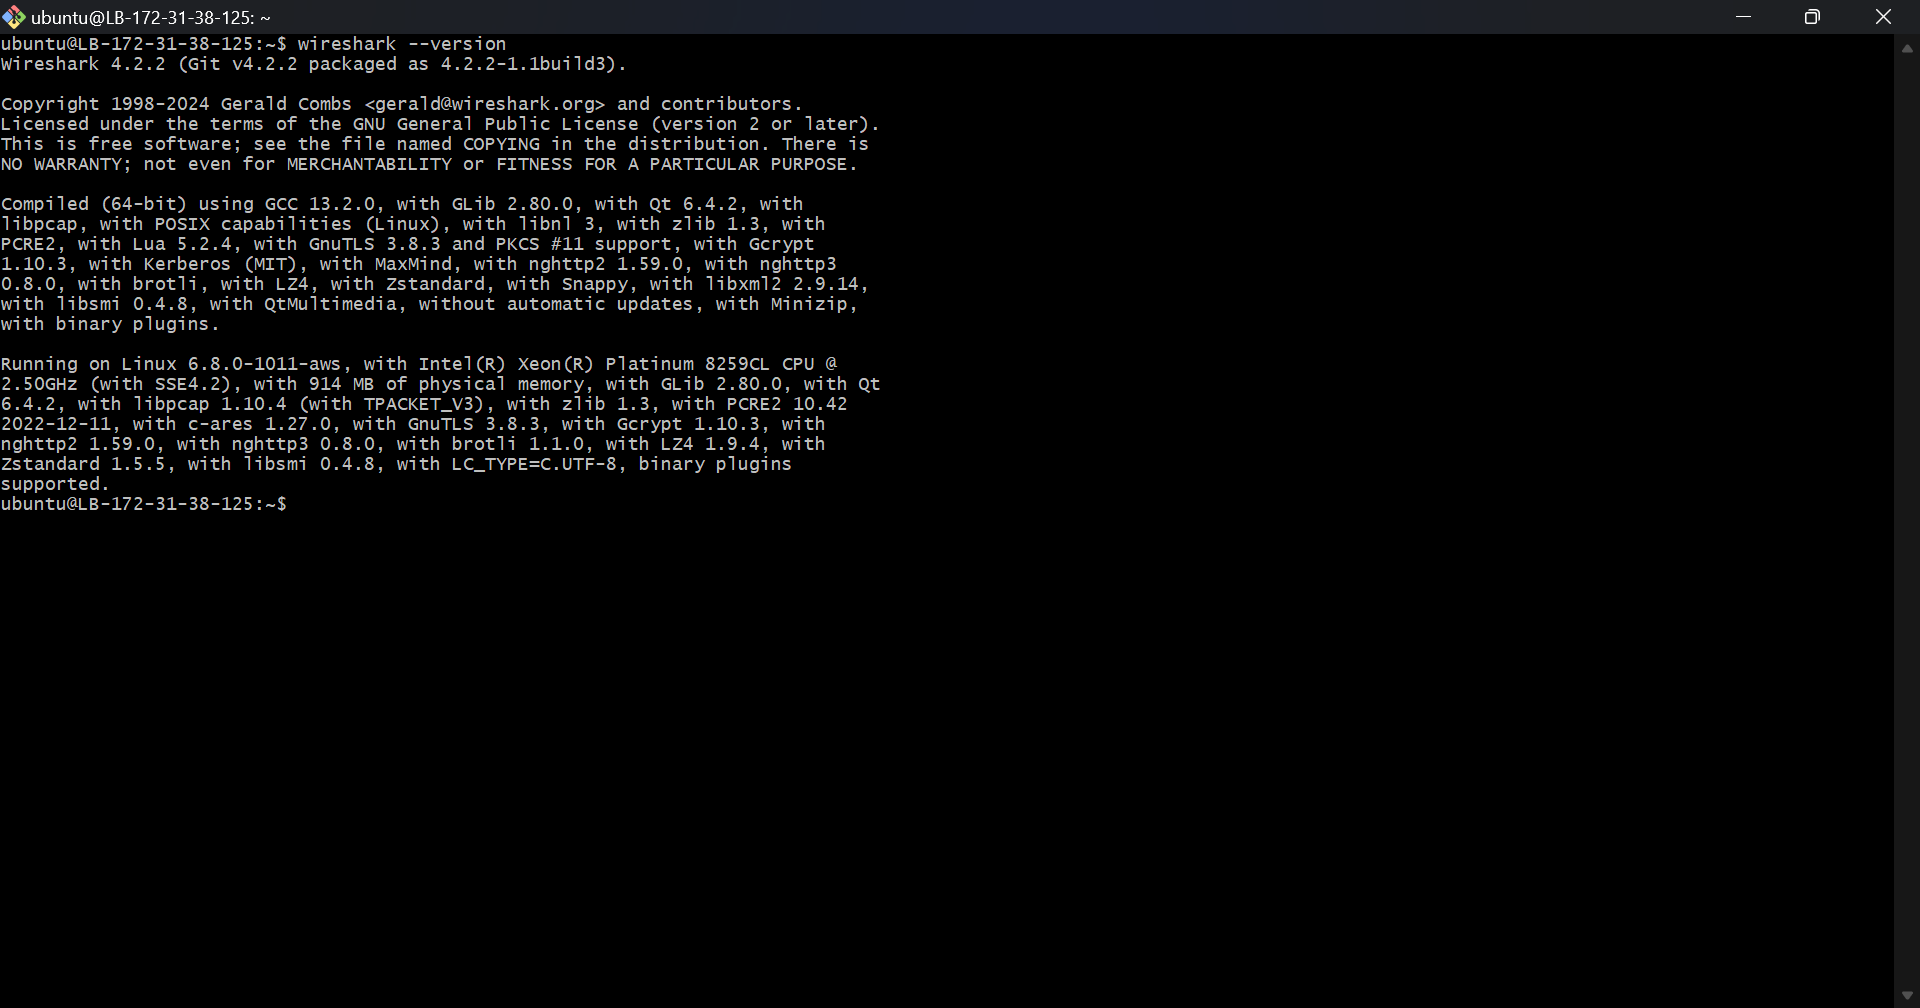 ubuntu@LB-172-31-38-125: ~
ubuntu@LB-172-31-38-125:~$ wireshark --version
Wireshark 4.2.2 (Git v4.2.2 packaged as 4.2.2-1.1build3).
Copyright 1998-2024 Gerald Combs <gerald@wireshark.org> and contributors.
Licensed under the terms of the GNU General Public License (version 2 or later).
This is free software; see the file named COPYING in the distribution. There is
NO WARRANTY; not even for MERCHANTABILITY or FITNESS FOR A PARTICULAR PURPOSE.
Compiled (64-bit) using GCC 13.2.0, with GLib 2.80.0, with Qt 6.4.2, with
libpcap, with POSIX capabilities (Linux), with libnl 3, with zlib 1.3, with
PCRE2, with Lua 5.2.4, with GnuTLS 3.8.3 and PKCS #11 support, with Gcrypt
1.10.3, with Kerberos (MIT), with MaxMind, with nghttp2 1.59.0, with nghttp3
0.8.0, with brotli, with LZ4, with Zstandard, with Snappy, with libxml2 2.9.14,
with libsmi 0.4.8, with QtMultimedia, without automatic updates, with Minizip,
with binary plugins.
Running on Linux 6.8.0-1011-aws, with Intel(R) Xeon(R) Platinum 8259CL CPU @
2.50GHz (with SSE4.2), with 914 MB of physical memory, with GLib 2.80.0, with Qt
6.4.2, with libpcap 1.10.4 (with TPACKET_V3), with zlib 1.3, with PCRE2 10.42
2022-12-11, with c-ares 1.27.0, with GnuTLS 3.8.3, with Gcrypt 1.10.3, with
nghttp2 1.59.0, with nghttp3 0.8.0, with brotli 1.1.0, with LZ4 1.9.4, with
Zstandard 1.5.5, with libsmi 0.4.8, with LC_TYPE=C.UTF-8, binary plugins
supported.
ubuntu@LB-172-31-38-125:~$